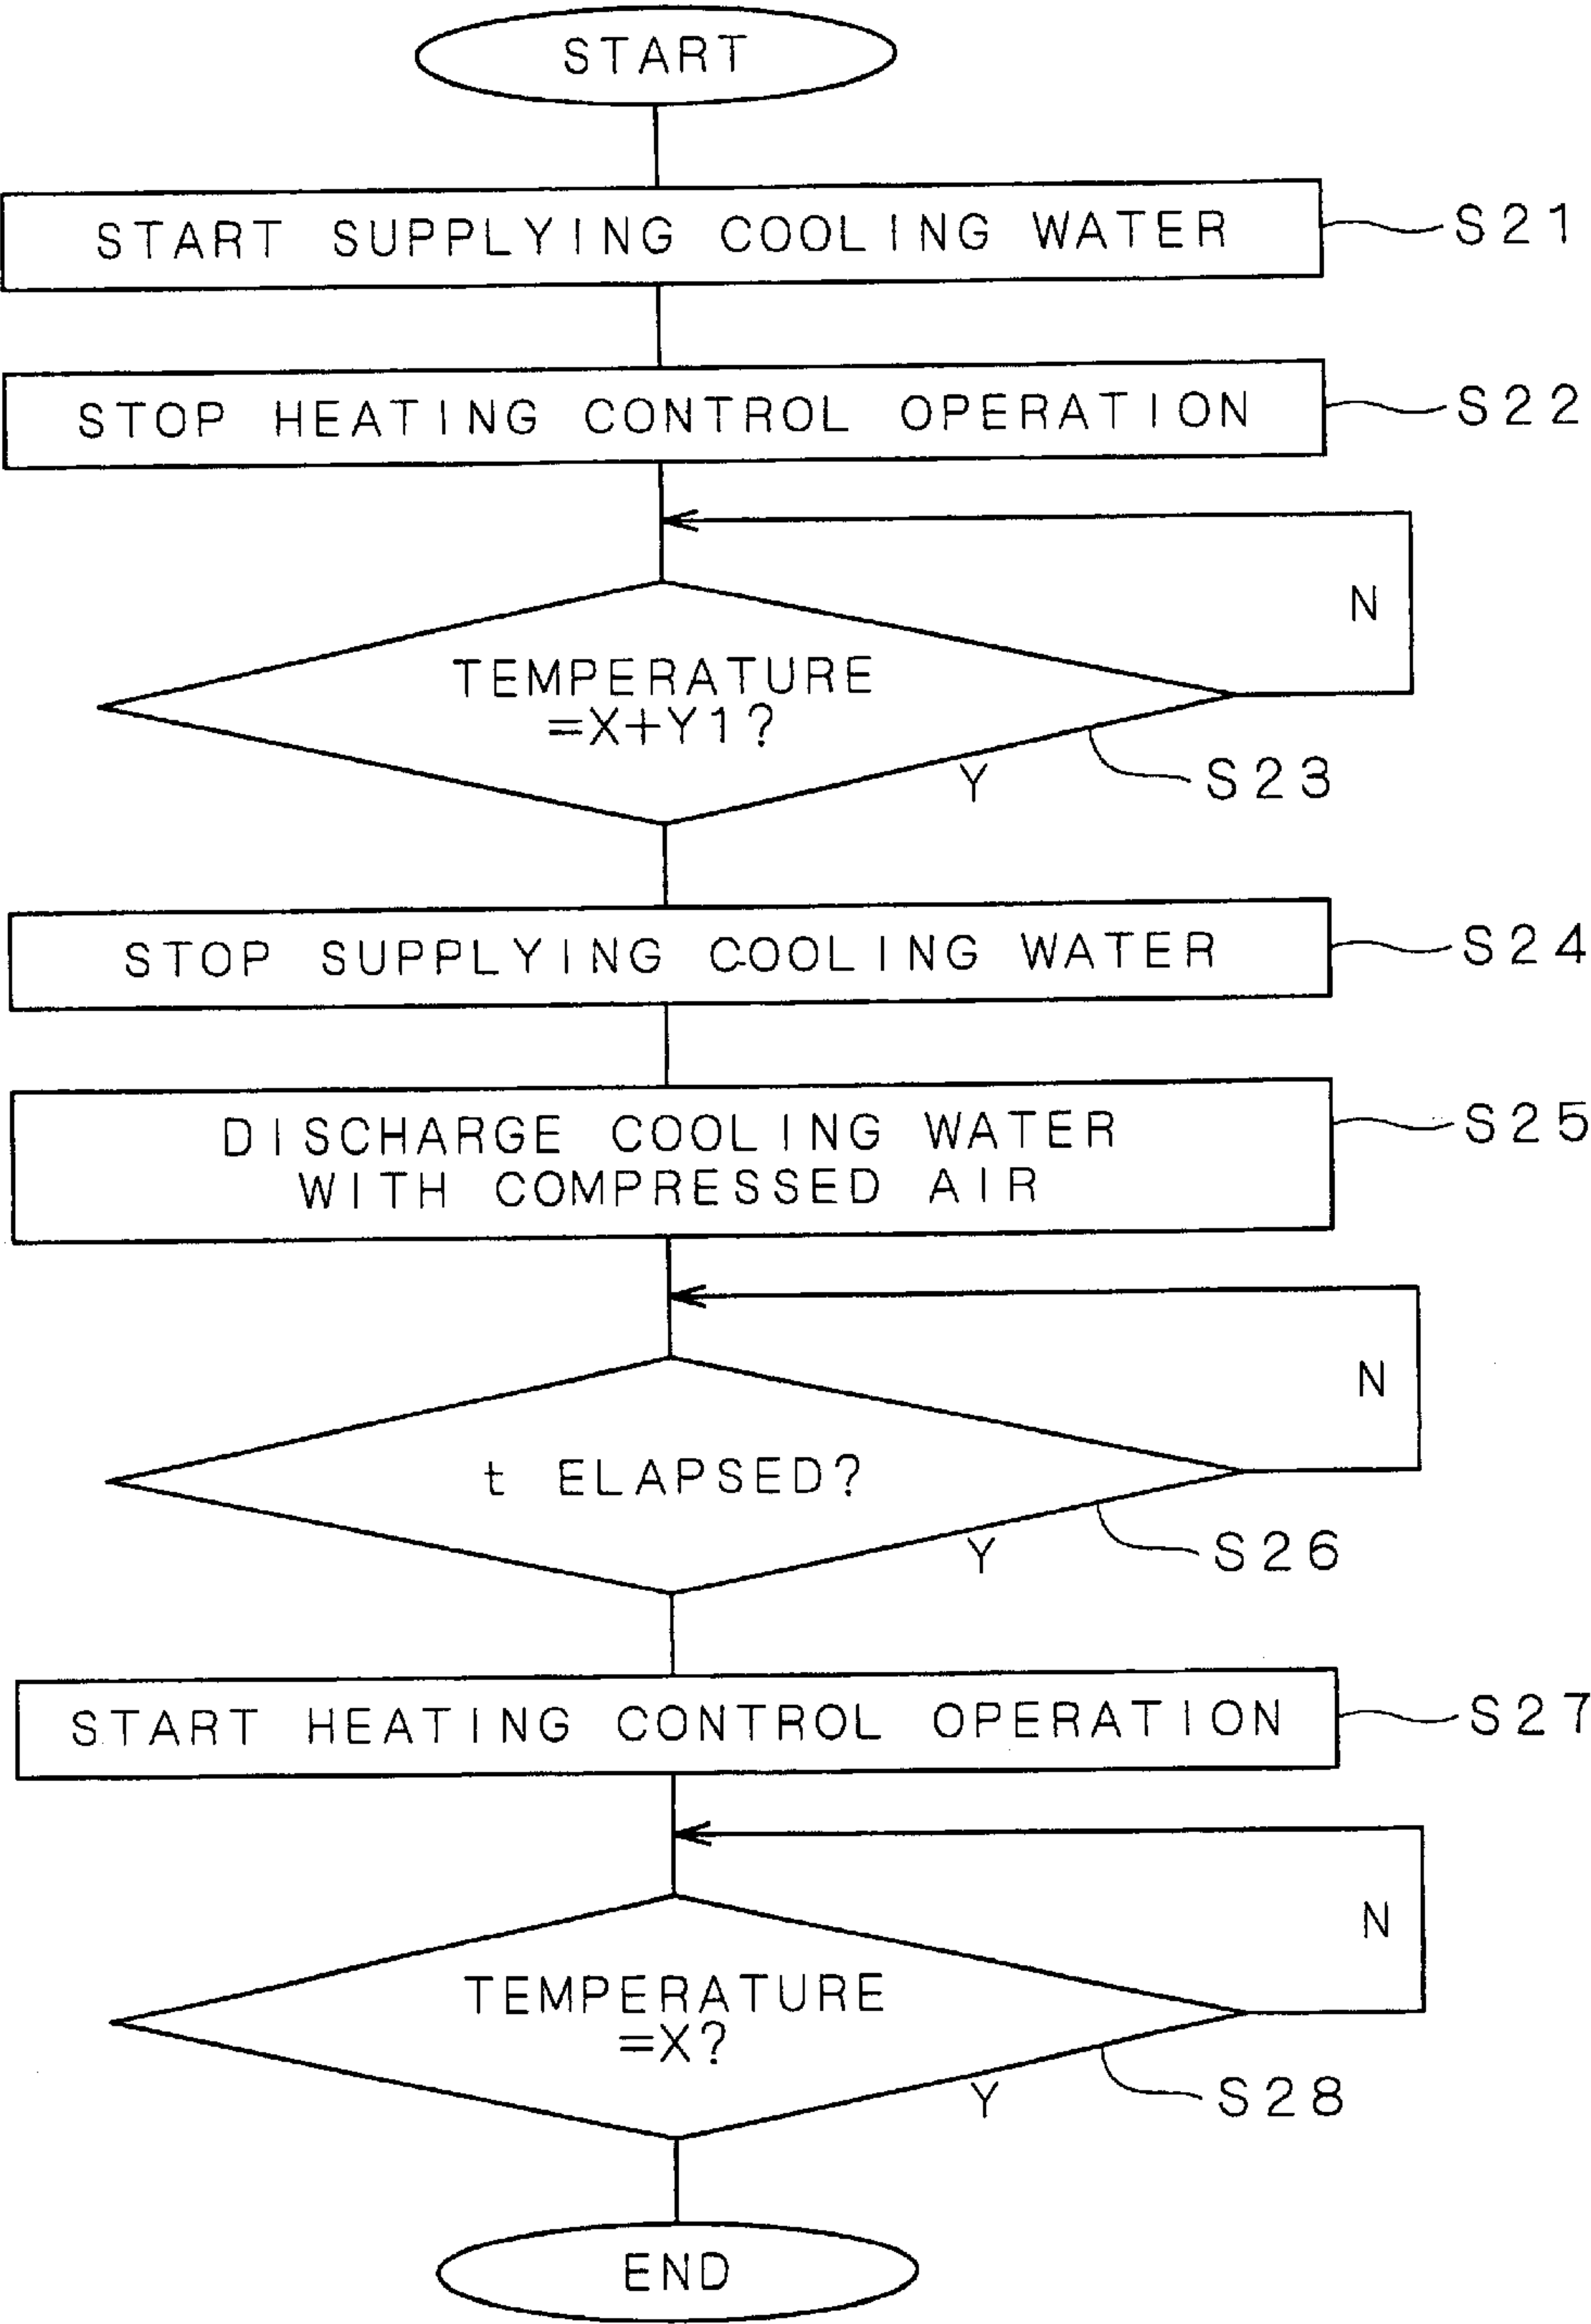 START
START SUPPLYING COOLING WATER
S21
STOP HEATING CONTROL OPERATION
S22
N
TEMPERATURE
=X+Y1?
Y
S23
STOP SUPPLYING COOLING WATER
S24
DISCHARGE COOLING WATER
WITH COMPRESSED AIR
S25
N
t ELAPSED?
Y
S26
START HEATING CONTROL OPERATION
S27
N
TEMPERATURE
=X?
Y
S28
END